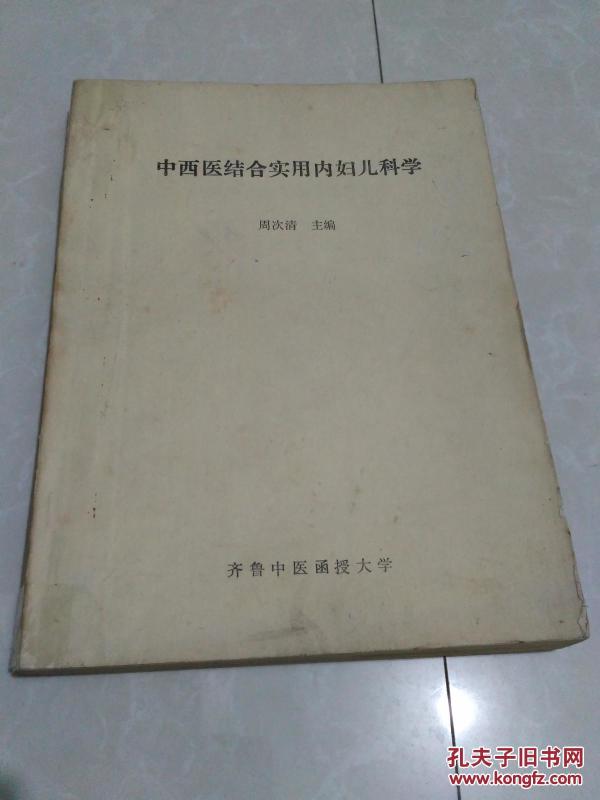 中西医结合实用内妇儿科学
周次清 主编
齐鲁中医函授大学
孔夫子旧书网
www.kongfz.com